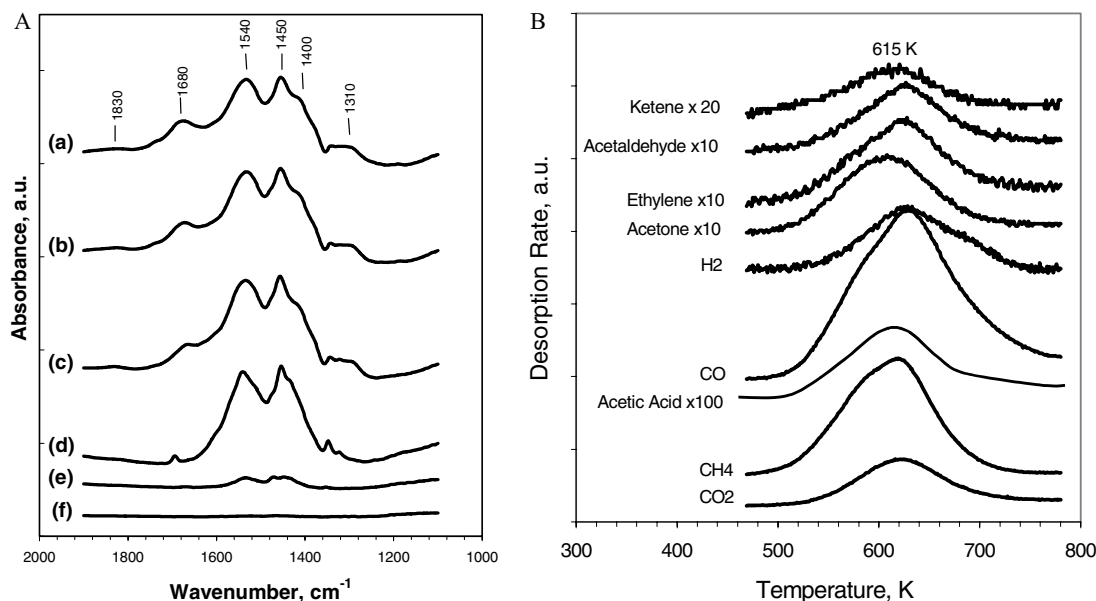 A
1830
1680
1540
1450
1400
1310
(a)
(b)
(c)
(d)
(e)
(f)
Absorbance, a.u.
2000 1800 1600 1400 1200 1000
Wavenumber, cm-1
B
615 K
Ketene x 20
Acetaldehyde x10
Ethylene x10
Acetone x10
H2
CO
Acetic Acid x100
CH4
CO2
Desorption Rate, a.u.
300 400 500 600 700 800
Temperature, K